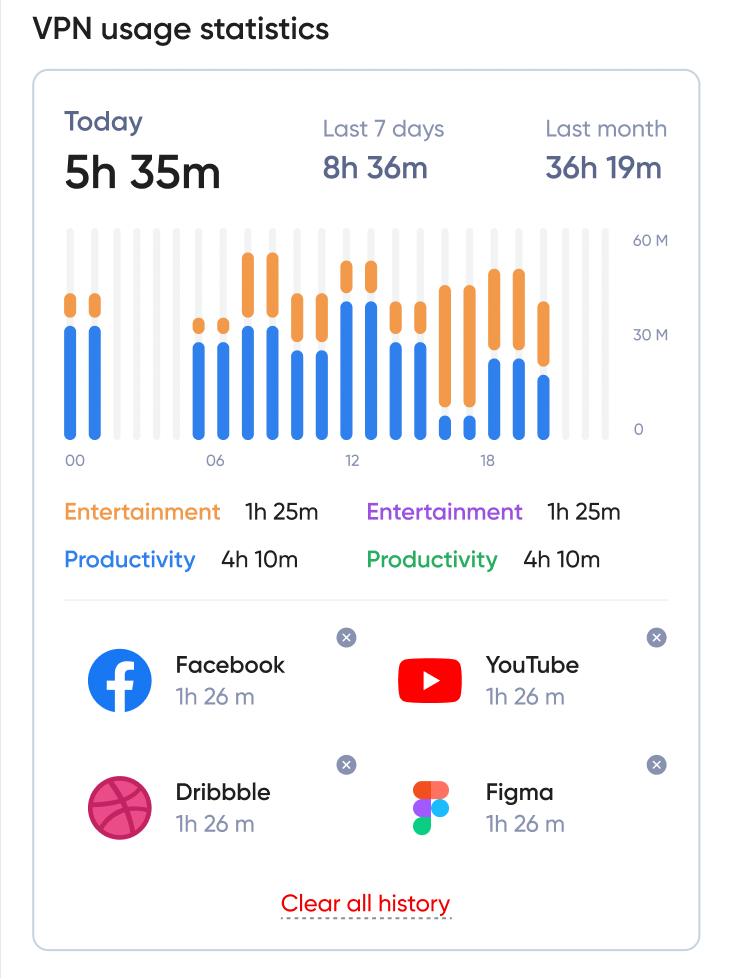 VPN usage statistics
Today
5h 35m
Last 7 days
8h 36m
Last month
36h 19m
60 M
30 M
0
00 06 12 18
Entertainment 1h 25m
Entertainment 1h 25m
Productivity 4h 10m
Productivity 4h 10m
Facebook
1h 26 m
YouTube
1h 26 m
Dribbble
1h 26 m
Figma
1h 26 m
Clear all history